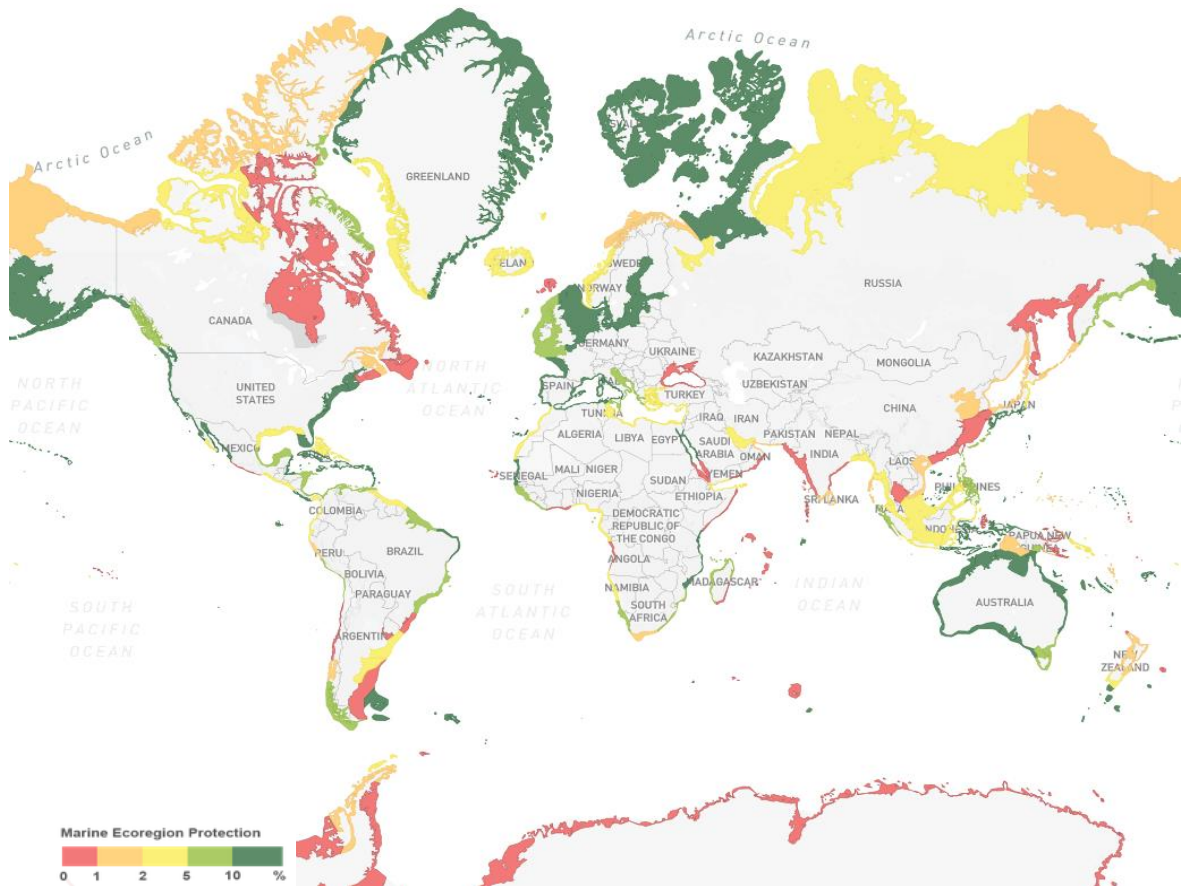 Arctic Ocean
Arctic Ocean
GREENLAND
RUSSIA
CANADA
NORWAY
GERMANY
UKRAINE
KAZAKHSTAN
MONGOLIA
NORTH
PACIFIC
OCEAN
UNITED
STATES
NORTH
ATLANTIC
OCEAN
SPAIN
TURKEY
UZBEKISTAN
CHINA
JAPAN
MEXICO
ALGERIA
LIBYA
EGYPT
IRAQ
IRAN
SAUDI
ARABIA
OMAN
PAKISTAN
NEPAL
INDIA
LAOS
SENEGAL
MALI
NIGER
SUDAN
YEMEN
NIGERIA
ETHIOPIA
SRI LANKA
COLOMBIA
DEMOCRATIC
REPUBLIC OF
THE CONGO
PAPUA NEW
PERU
BRAZIL
ANGOLA
BOLIVIA
PARAGUAY
NAMIBIA
MADAGASCAR
INDIAN
OCEAN
SOUTH
PACIFIC
OCEAN
SOUTH
ATLANTIC
OCEAN
SOUTH
AFRICA
AUSTRALIA
NEW
ZEALAND
Marine Ecoregion Protection
0 1 2 5 10 %